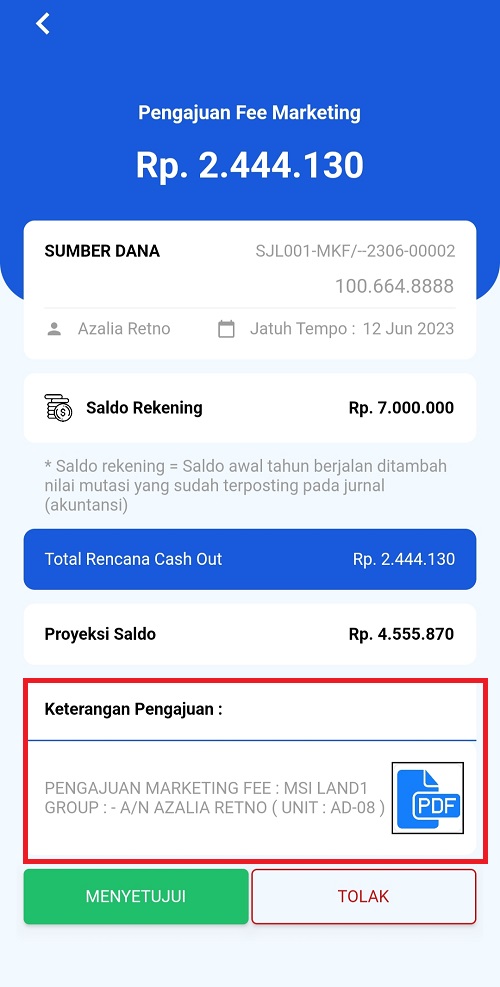 Pengajuan Fee Marketing
Rp. 2.444.130
SUMBER DANA
SJL001-MKF/--2306-00002
100.664.8888
Azalia Retno
Jatuh Tempo : 12 Jun 2023
Saldo Rekening
Rp. 7.000.000
* Saldo rekening = Saldo awal tahun berjalan ditambah
nilai mutasi yang sudah terposting pada jurnal
(akuntansi)
Total Rencana Cash Out
Rp. 2.444.130
Proyeksi Saldo
Rp. 4.555.870
Keterangan Pengajuan :
PENGAJUAN MARKETING FEE : MSI LAND1
GROUP : - A/N AZALIA RETNO ( UNIT : AD-08 )
PDF
MENYETUJUI
TOLAK